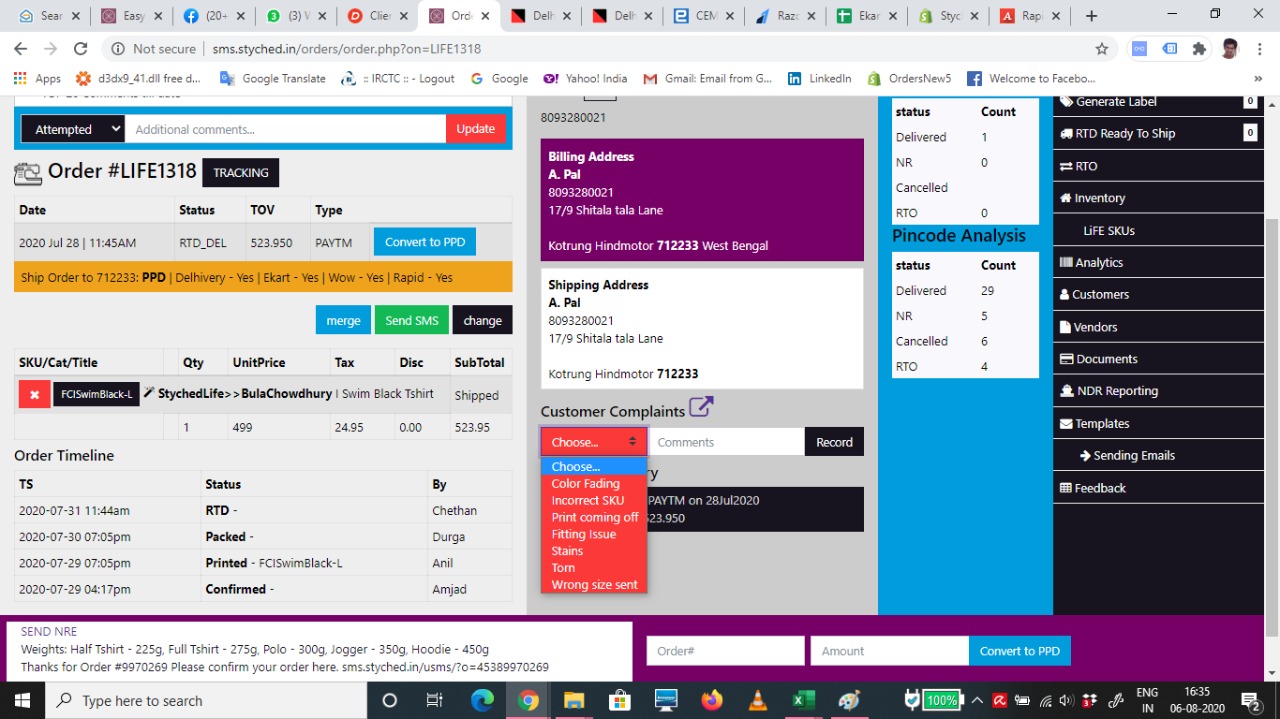 Sear
Easy
(20+
(3) W
Clien
Orde
Delh
Delh
CEM
Razo
Ekar
Styc
Rapi
Not secure | sms.styched.in/orders/order.php?on=LIFE1318
Apps
d3dx9_41.dll free d...
Google Translate
:: IRCTC :: - Logout
Google
Yahoo! India
Gmail: Email from G...
LinkedIn
OrdersNew5
Welcome to Facebo...
»
Attempted
Additional comments...
Update
Order #LIFE1318
TRACKING
Date Status TOV Type
2020 Jul 28 | 11:45AM RTD_DEL 523.950 PAYTM Convert to PPD
Ship Order to 712233: PPD | Delhivery - Yes | Ekart - Yes | Wow - Yes | Rapid - Yes
merge Send SMS change
SKU/Cat/Title Qty UnitPrice Tax Disc SubTotal
FCISwimBlack-L StychedLife>>BulaChowdhury I Swim Black Tshirt Shipped
1 499 24.95 0.00 523.95
Order Timeline
TS Status By
2020-07-31 11:44am RTD - Chethan
2020-07-30 07:05pm Packed - Durga
2020-07-29 07:05pm Printed - FCISwimBlack-L Anil
2020-07-29 04:17pm Confirmed - Amjad
8093280021
Billing Address
A. Pal
8093280021
17/9 Shitala tala Lane
Kotrung Hindmotor 712233 West Bengal
Shipping Address
A. Pal
8093280021
17/9 Shitala tala Lane
Kotrung Hindmotor 712233
Customer Complaints
Choose... Comments Record
Choose...
Color Fading
Incorrect SKU
Print coming off
Fitting Issue
Stains
Torn
Wrong size sent
ry
PAYTM on 28Jul2020
523.950
status Count
Delivered 1
NR 0
Cancelled
RTO 0
Pincode Analysis
status Count
Delivered 29
NR 5
Cancelled 6
RTO 4
Generate Label 0
RTD Ready To Ship 0
RTO
Inventory
LiFE SKUs
Analytics
Customers
Vendors
Documents
NDR Reporting
Templates
Sending Emails
Feedback
SEND NRE
Weights: Half Tshirt - 225g, Full Tshirt - 275g, Polo - 300g, Jogger - 350g, Hoodie - 450g
Thanks for Order #9970269 Please confirm your order here. sms.styched.in/usms/?o=45389970269
Order#
Amount
Convert to PPD
Type here to search
100%
ENG
IN
16:35
06-08-2020
2